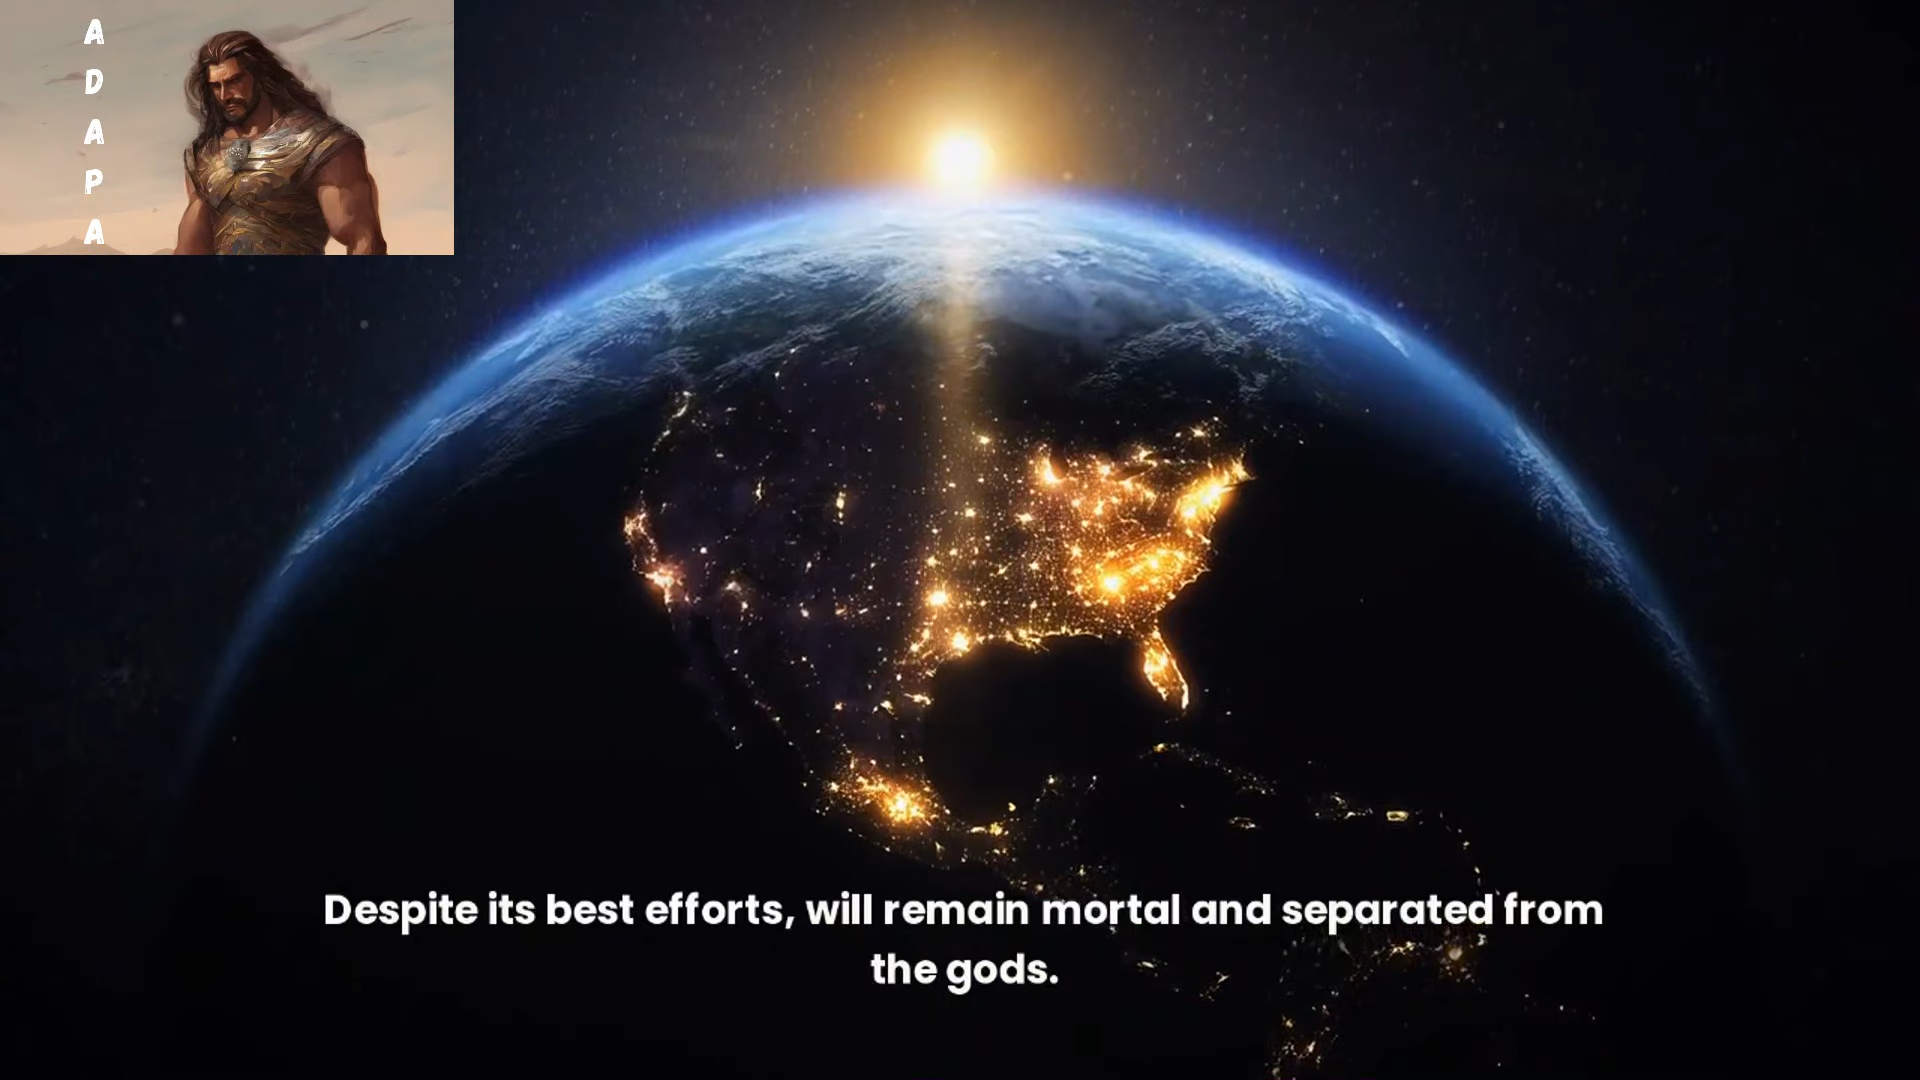 A
D
A
P
A
Despite its best efforts, will remain mortal and separated from
the gods.